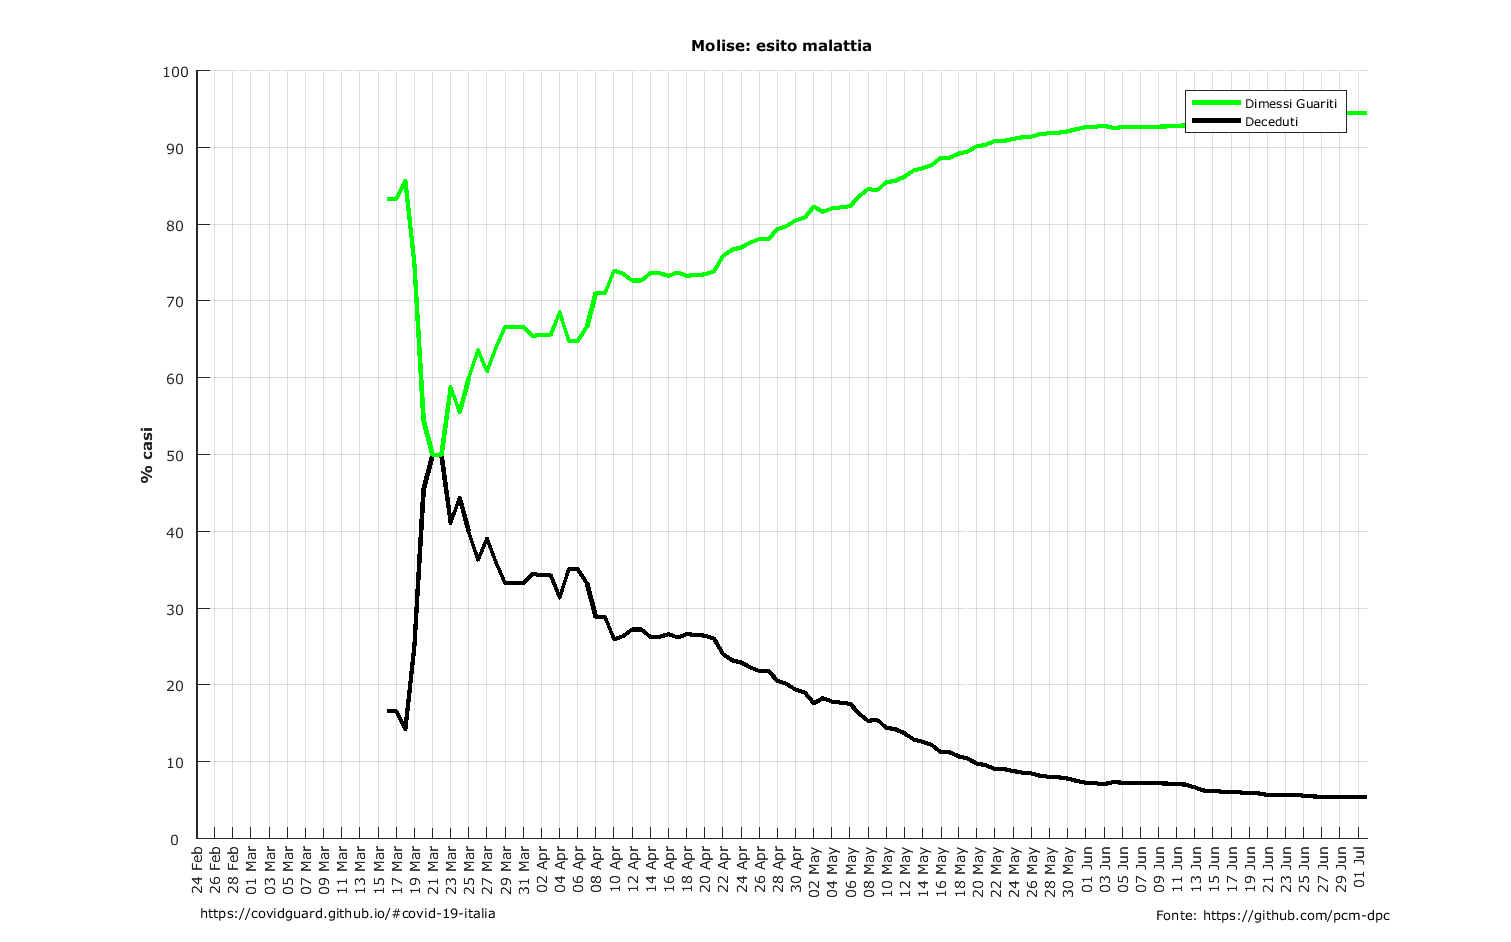 Molise: esito malattia
100
90
80
70
60
50
40
30
20
10
0
% casi
Dimessi Guariti
Deceduti
24 Feb
26 Feb
28 Feb
01 Mar
03 Mar
05 Mar
07 Mar
09 Mar
11 Mar
13 Mar
15 Mar
17 Mar
19 Mar
21 Mar
23 Mar
25 Mar
27 Mar
29 Mar
31 Mar
02 Apr
04 Apr
06 Apr
08 Apr
10 Apr
12 Apr
14 Apr
16 Apr
18 Apr
20 Apr
22 Apr
24 Apr
26 Apr
28 Apr
30 Apr
02 May
04 May
06 May
08 May
10 May
12 May
14 May
16 May
18 May
20 May
22 May
24 May
26 May
28 May
30 May
01 Jun
03 Jun
05 Jun
07 Jun
09 Jun
11 Jun
13 Jun
15 Jun
17 Jun
19 Jun
21 Jun
23 Jun
25 Jun
27 Jun
29 Jun
01 Jul
https://covidguard.github.io/#covid-19-italia
Fonte: https://github.com/pcm-dpc